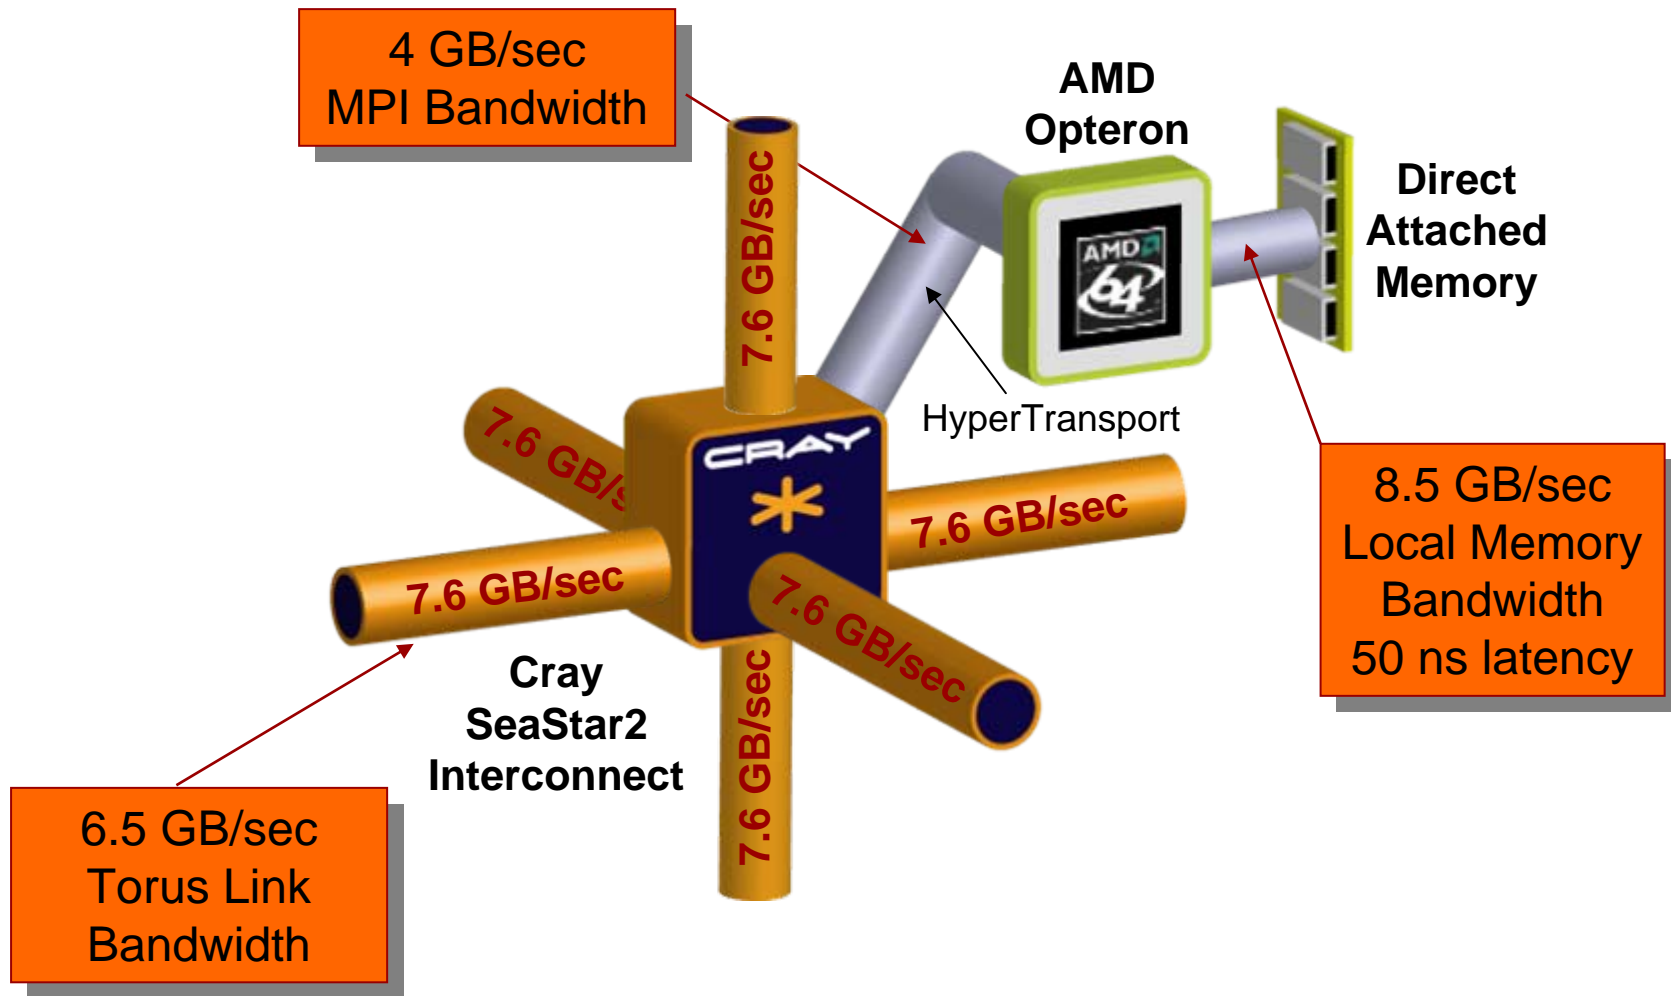 4 GB/sec
MPI Bandwidth
AMD
Opteron
Direct
Attached
Memory
AMD
64
7.6 GB/sec
HyperTransport
7.6 GB/s
CRAY
7.6 GB/sec
7.6 GB/sec
7.6 GB/sec
7.6 GB/sec
8.5 GB/sec
Local Memory
Bandwidth
50 ns latency
Cray
SeaStar2
Interconnect
6.5 GB/sec
Torus Link
Bandwidth